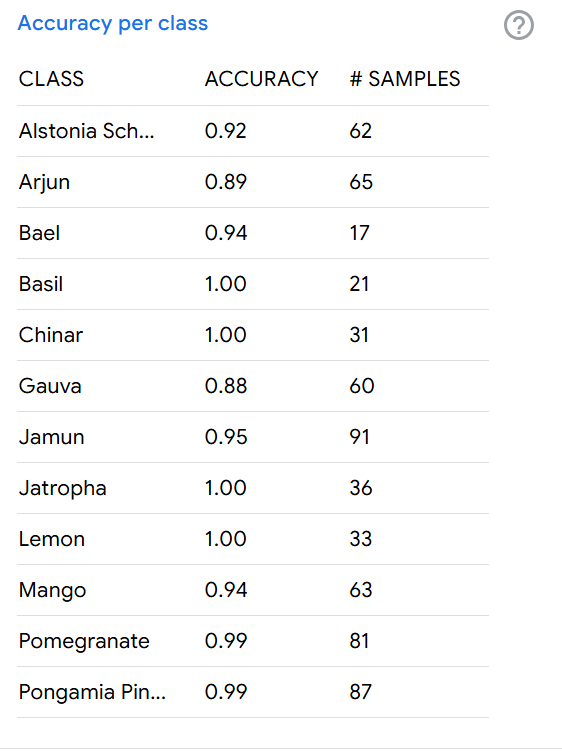 Accuracy per class ?
CLASS ACCURACY # SAMPLES
Alstonia Sch... 0.92 62
Arjun 0.89 65
Bael 0.94 17
Basil 1.00 21
Chinar 1.00 31
Gauva 0.88 60
Jamun 0.95 91
Jatropha 1.00 36
Lemon 1.00 33
Mango 0.94 63
Pomegranate 0.99 81
Pongamia Pin... 0.99 87